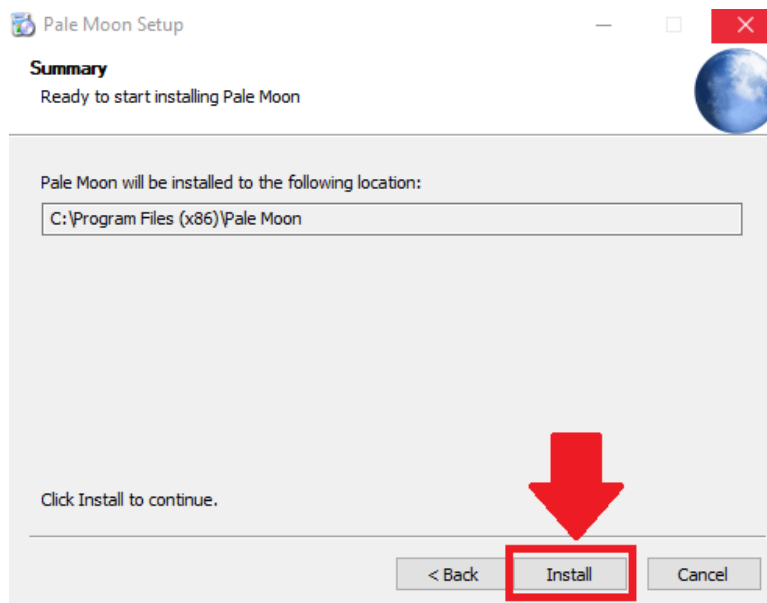 Pale Moon Setup
Summary
Ready to start installing Pale Moon
Pale Moon will be installed to the following location:
C:\Program Files (x86)\Pale Moon
Click Install to continue.
< Back Install Cancel